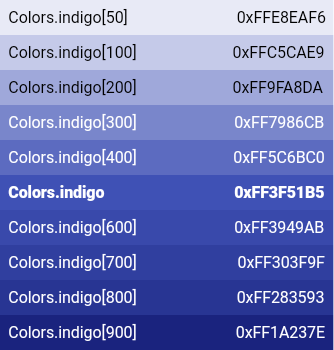 Colors.indigo[50] 0xFFE8EAF6
Colors.indigo[100] 0xFFC5CAE9
Colors.indigo[200] 0xFF9FA8DA
Colors.indigo[300] 0xFF7986CB
Colors.indigo[400] 0xFF5C6BC0
Colors.indigo 0xFF3F51B5
Colors.indigo[600] 0xFF3949AB
Colors.indigo[700] 0xFF303F9F
Colors.indigo[800] 0xFF283593
Colors.indigo[900] 0xFF1A237E